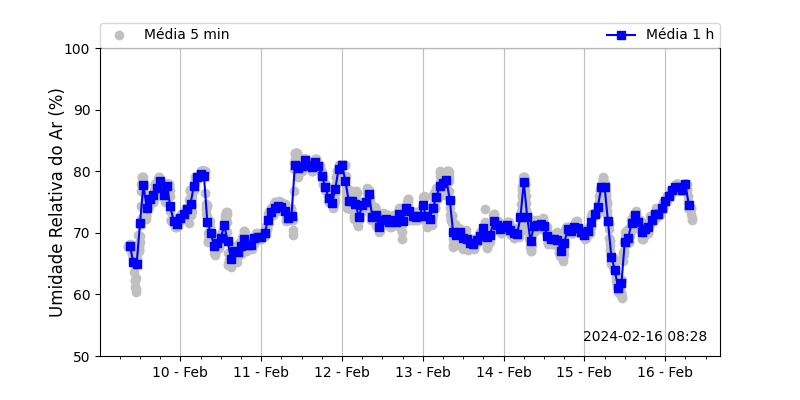 Média 5 min
Média 1 h
Umidade Relativa do Ar (%)
100
90
80
70
60
50
2024-02-16 08:28
10 - Feb
11 - Feb
12 - Feb
13 - Feb
14 - Feb
15 - Feb
16 - Feb